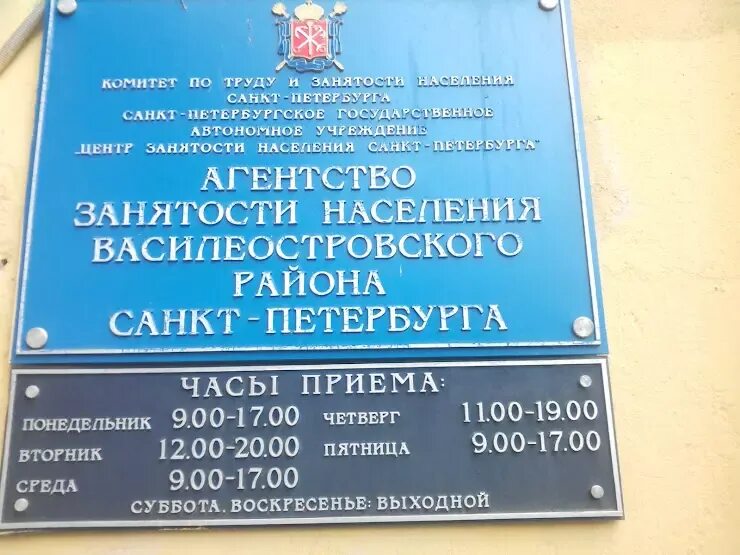 КОМИТЕТ ПО ТРУДУ И ЗАНЯТОСТИ НАСЕЛЕНИЯ
САНКТ-ПЕТЕРБУРГА
САНКТ-ПЕТЕРБУРГСКОЕ ГОСУДАРСТВЕННОЕ
АВТОНОМНОЕ УЧРЕЖДЕНИЕ
„ЦЕНТР ЗАНЯТОСТИ НАСЕЛЕНИЯ САНКТ-ПЕТЕРБУРГА"
АГЕНТСТВО
ЗАНЯТОСТИ НАСЕЛЕНИЯ
ВАСИЛЕОСТРОВСКОГО
РАЙОНА
САНКТ-ПЕТЕРБУРГА
ЧАСЫ ПРИЕМА:
ПОНЕДЕЛЬНИК 9.00-17.00 ЧЕТВЕРГ 11.00-19.00
ВТОРНИК 12.00-20.00 ПЯТНИЦА 9.00-17.00
СРЕДА 9.00-17.00
СУББОТА, ВОСКРЕСЕНЬЕ: ВЫХОДНОЙ